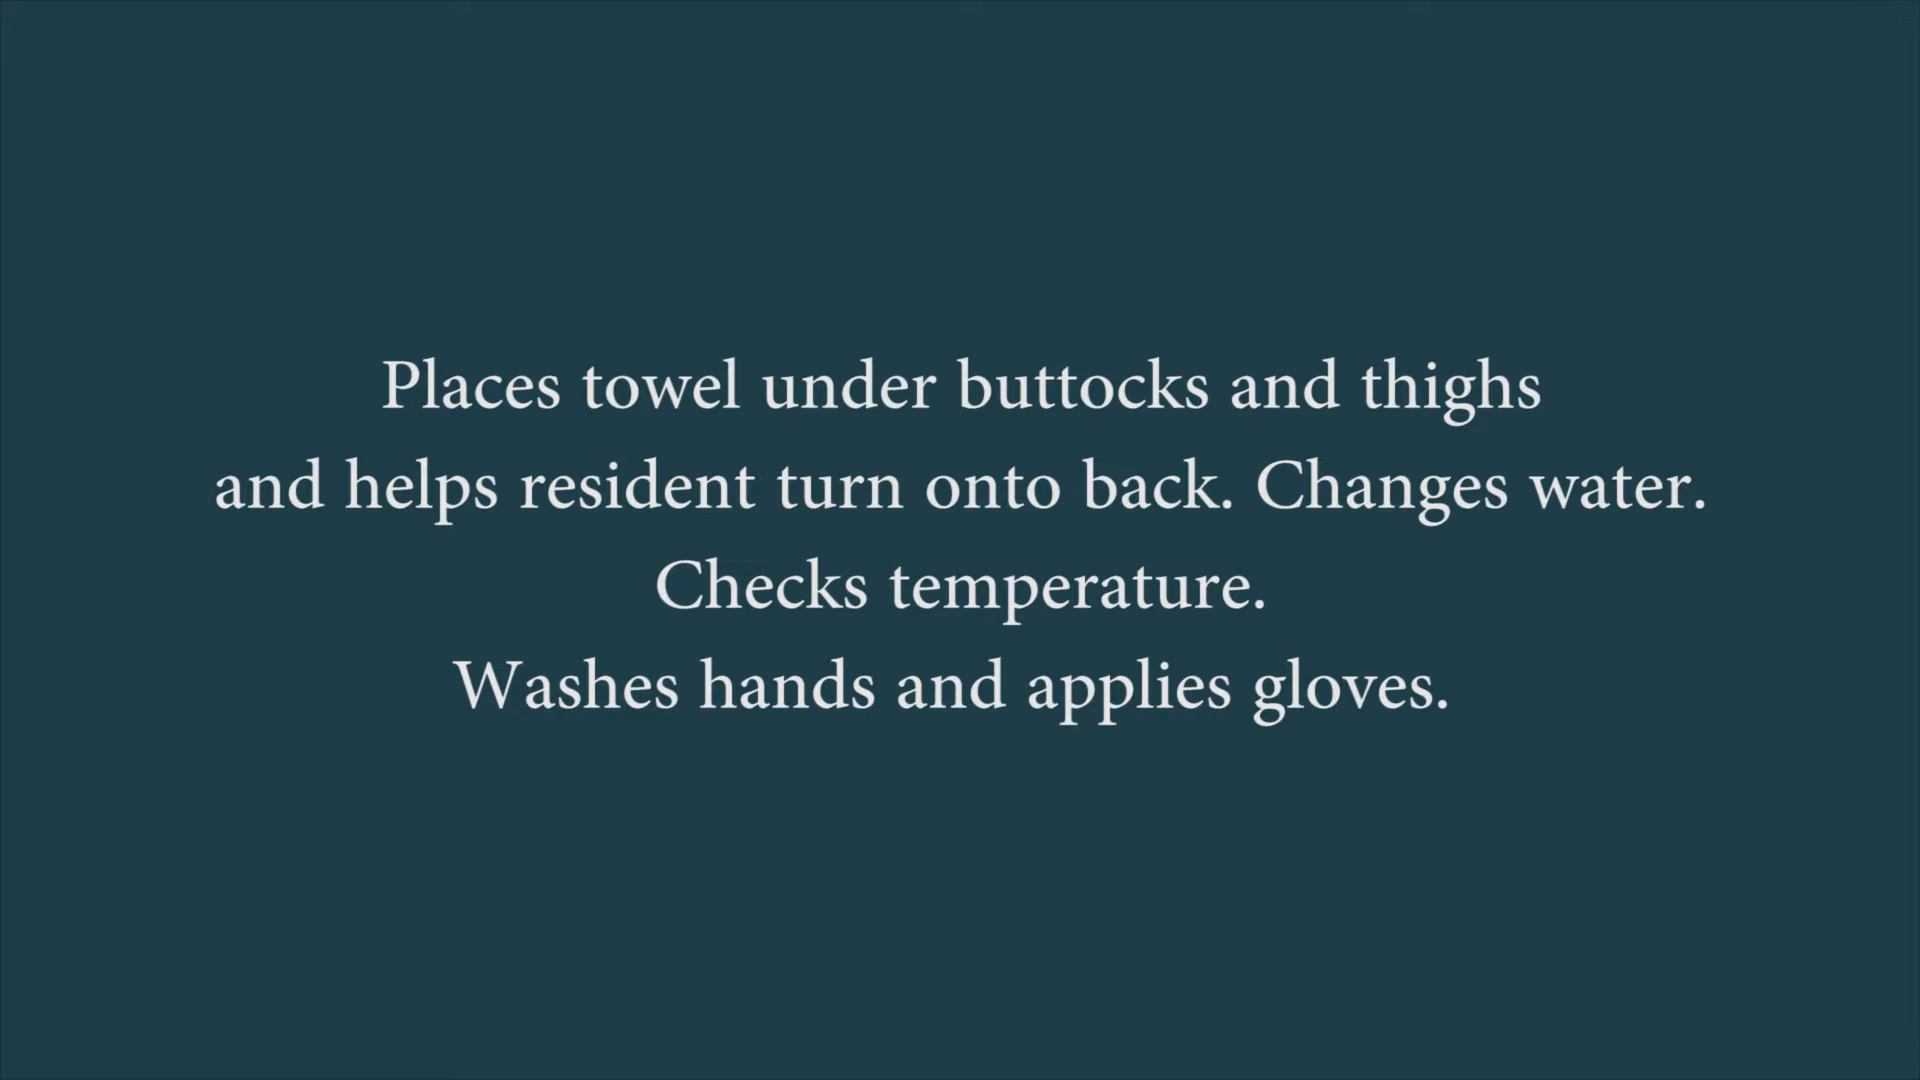 Places towel under buttocks and thighs
and helps resident turn onto back. Changes water.
Checks temperature.
Washes hands and applies gloves.